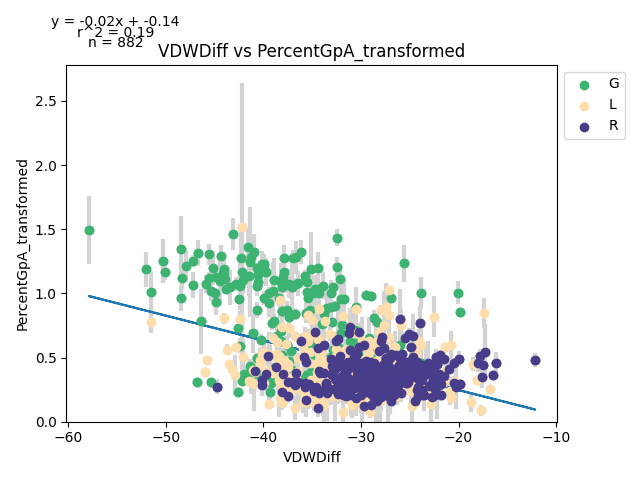 y = -0.02x + -0.14
r^2 = 0.19
n = 882
VDWDiff vs PercentGpA_transformed
G
L
R
2.5
2.0
1.5
1.0
0.5
0.0
PercentGpA_transformed
−60
−50
−40
−30
−20
−10
VDWDiff